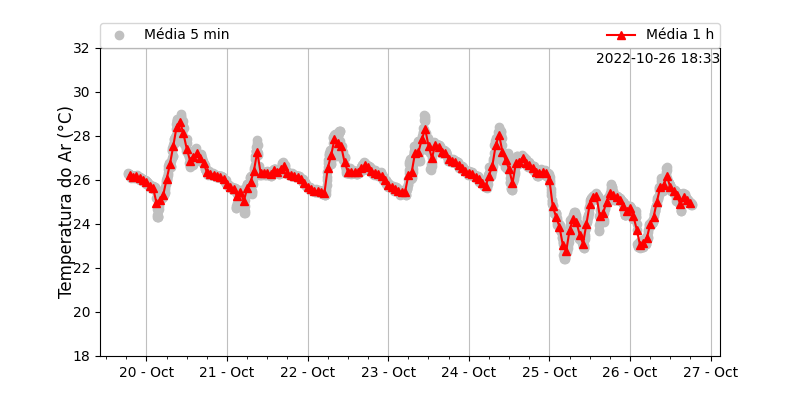 Média 5 min
Média 1 h
2022-10-26 18:33
Temperatura do Ar (°C)
32
30
28
26
24
22
20
18
20 - Oct
21 - Oct
22 - Oct
23 - Oct
24 - Oct
25 - Oct
26 - Oct
27 - Oct